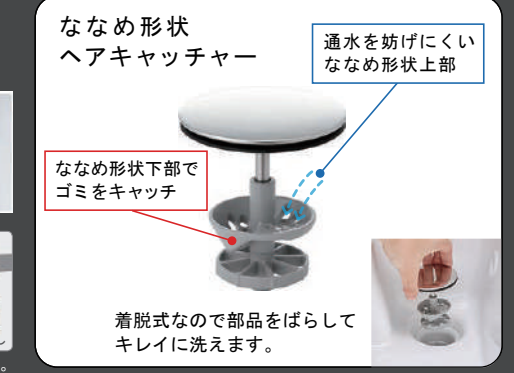 ななめ形状
ヘアキャッチャー
通水を妨げにくい
ななめ形状上部
ななめ形状下部で
ゴミをキャッチ
着脱式なので部品をばらして
キレイに洗えます。
。